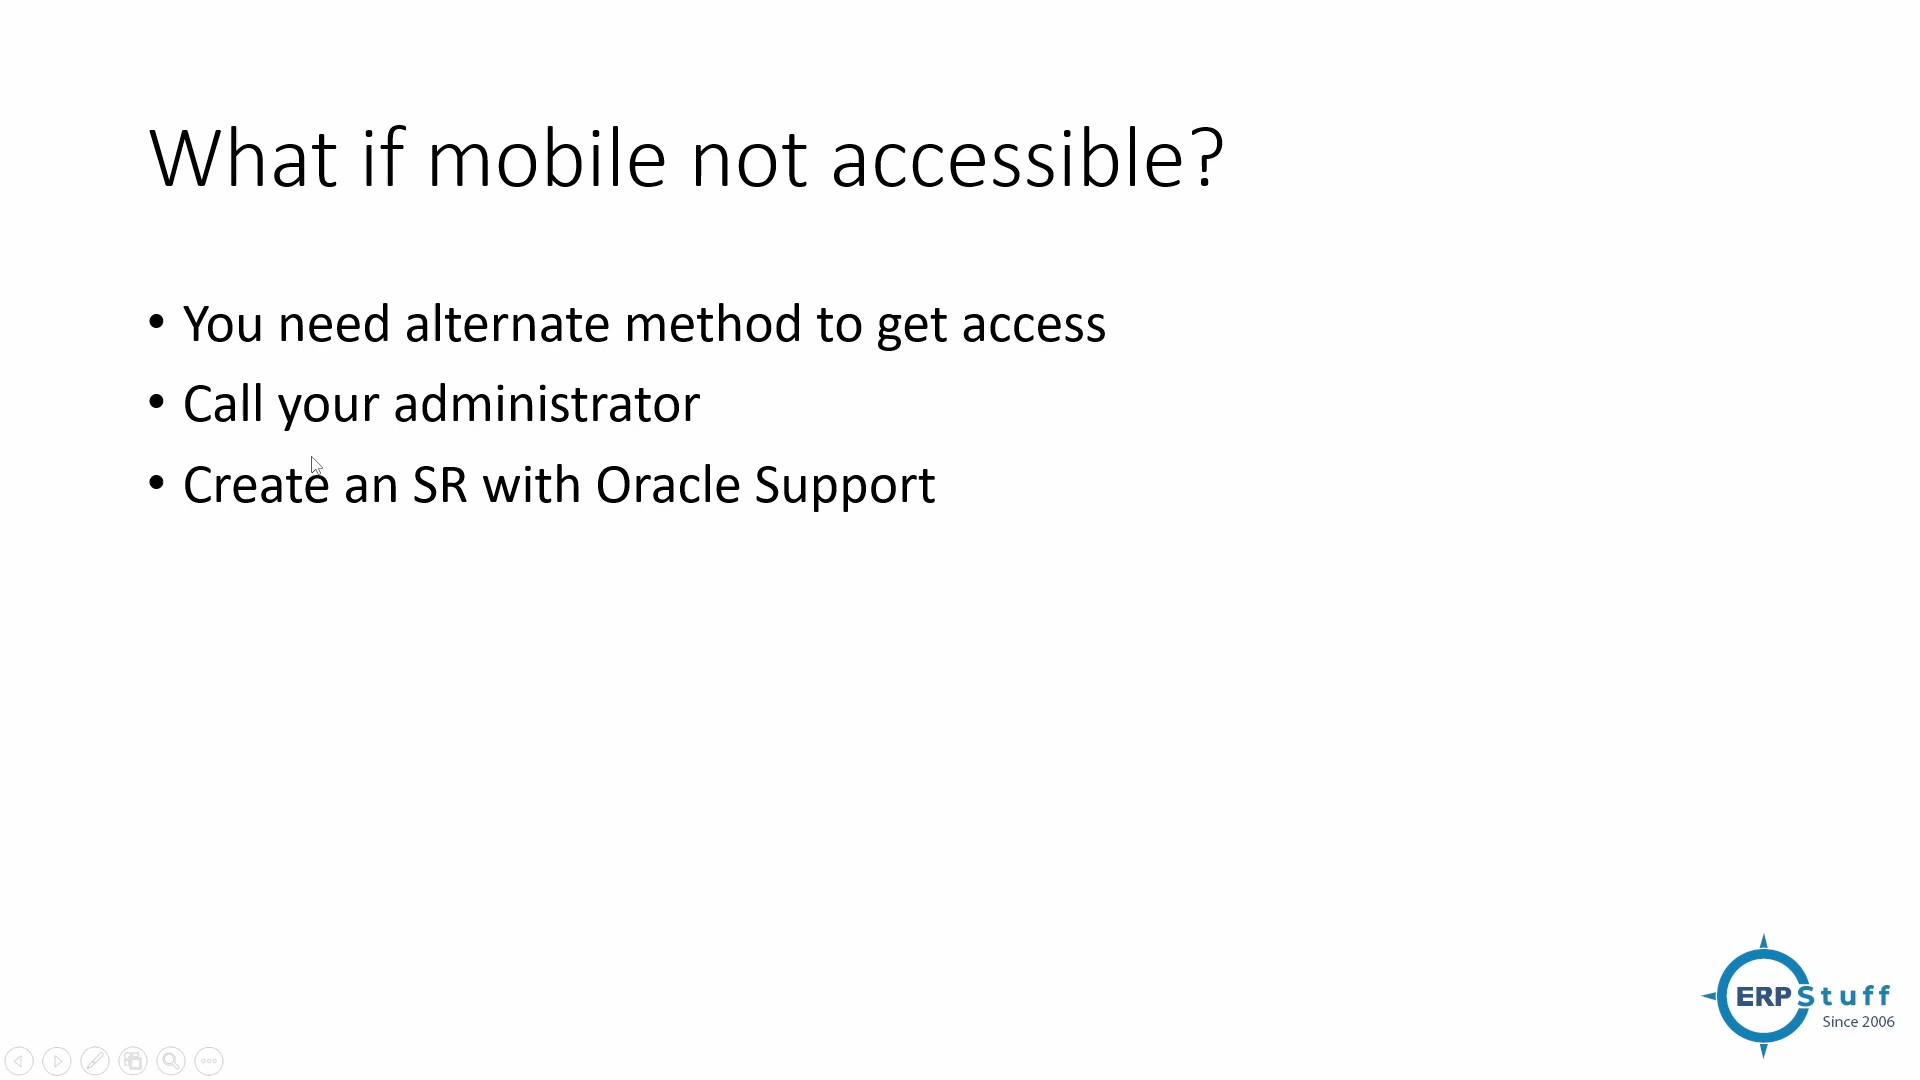 What if mobile not accessible?
• You need alternate method to get access
• Call your administrator
• Create an SR with Oracle Support
ERPStuff
Since 2006